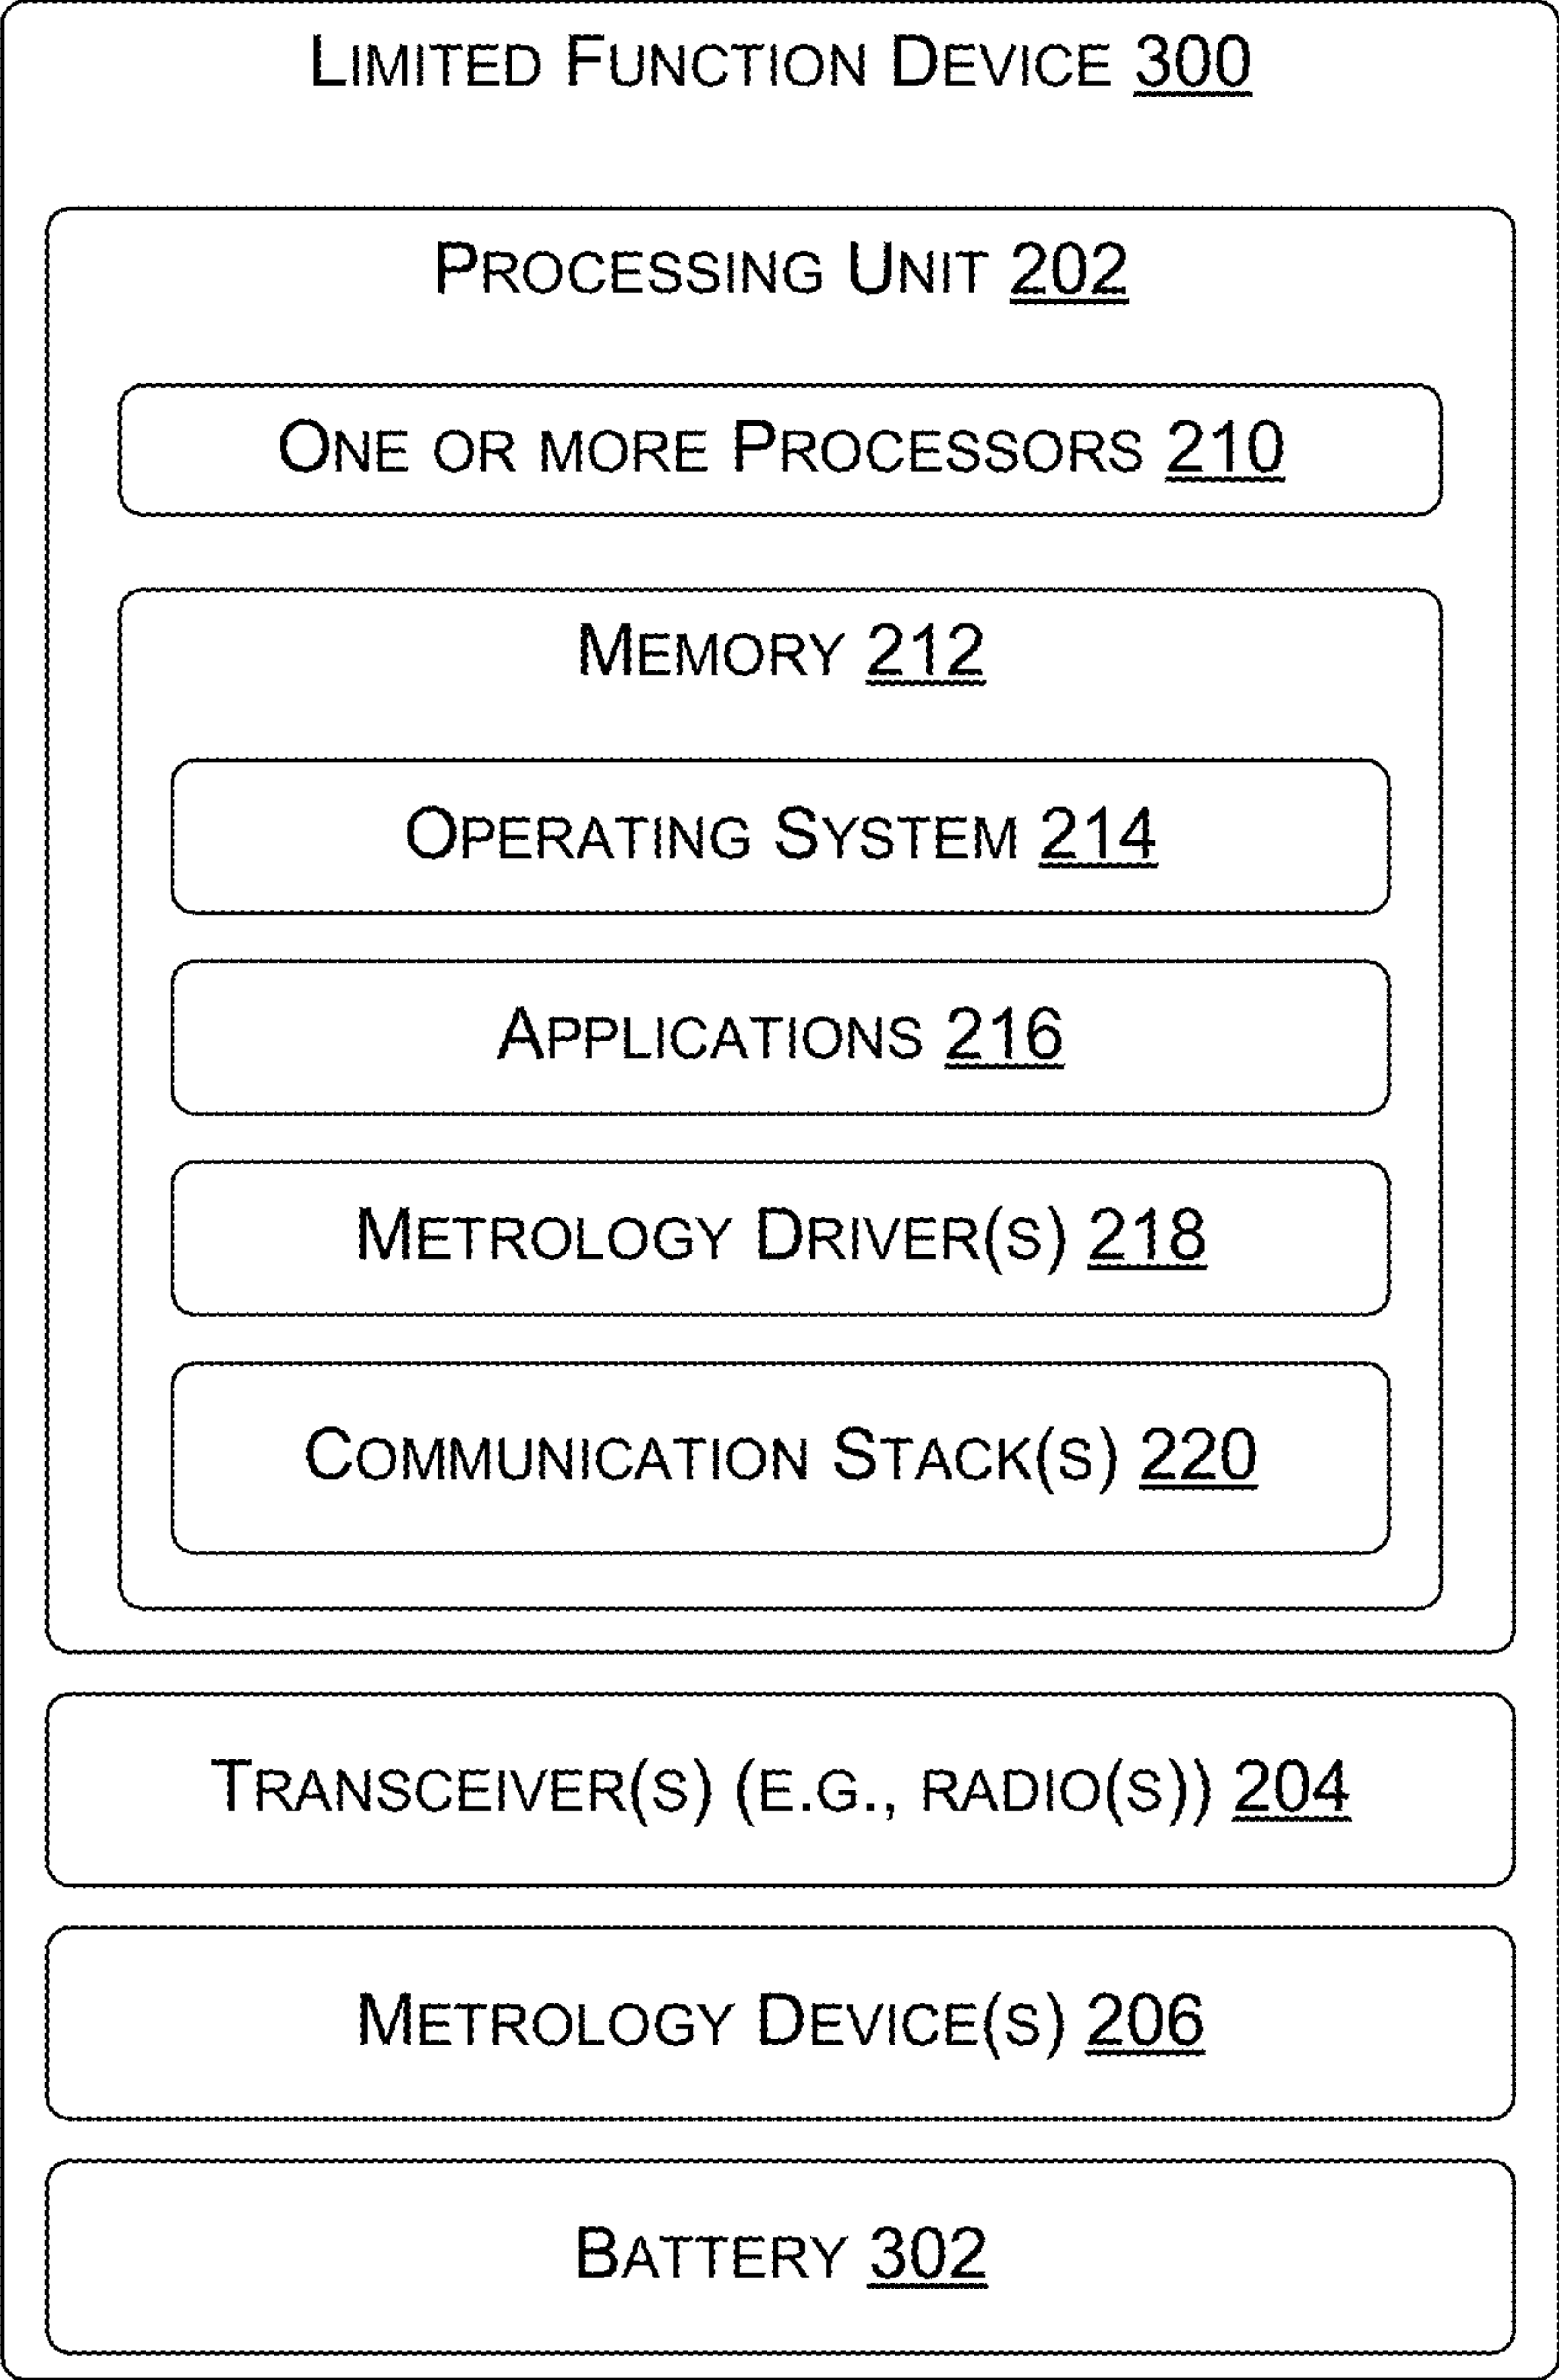 LIMITED FUNCTION DEVICE 300
PROCESSING UNIT 202
ONE OR MORE PROCESSORS 210
MEMORY 212
OPERATING SYSTEM 214
APPLICATIONS 216
METROLOGY DRIVER(S) 218
COMMUNICATION STACK(S) 220
TRANSCEIVER(S) (E.G., RADIO(S)) 204
METROLOGY DEVICE(S) 206
BATTERY 302